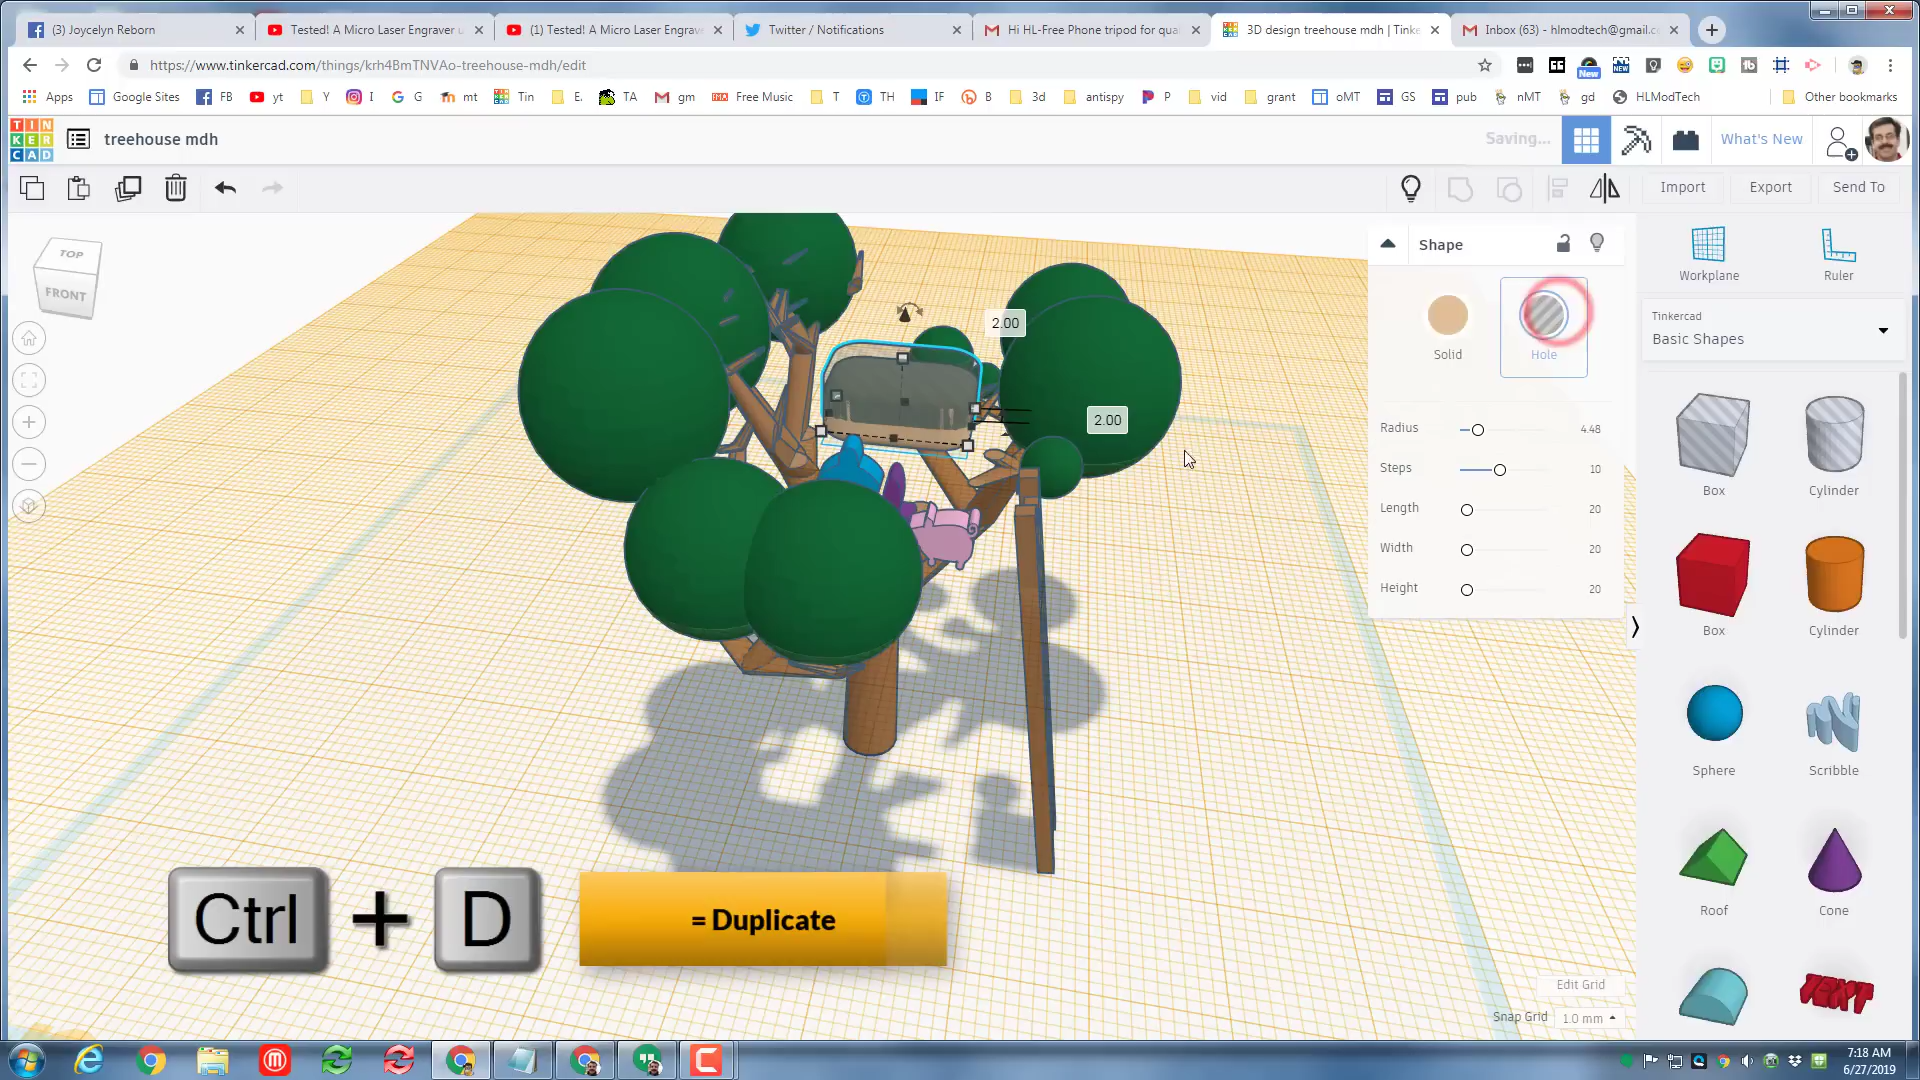 (3) Joycelyn Reborn
Tested! A Micro Laser Engraver u
(1) Tested! A Micro Laser Engrave
Twitter / Notifications
Hi HL-Free Phone tripod for qua
3D design treehouse mdh | Tinke
Inbox (63) - hlmodtech@gmail.c
https://www.tinkercad.com/things/krh4BmTNVAo-treehouse-mdh/edit
New
NEW
Apps
Google Sites
FB
yt
Y
I
G
mt
Tin
E.
TA
gm
Free Music
T
TH
IF
B
3d
antispy
P
vid
grant
oMT
GS
pub
nMT
gd
HLModTech
Other bookmarks
TIN
KER
CAD
treehouse mdh
Saving...
What's New
Import
Export
Send To
TOP
FRONT
2.00
2.00
Shape
Solid
Hole
Radius
4.48
Steps
10
Length
20
Width
20
Height
20
Workplane
Ruler
Tinkercad
Basic Shapes
Box
Cylinder
Box
Cylinder
Sphere
Scribble
Roof
Cone
TEXT
Ctrl
+
D
= Duplicate
Edit Grid
Snap Grid
1.0 mm
7:18 AM
6/27/2019